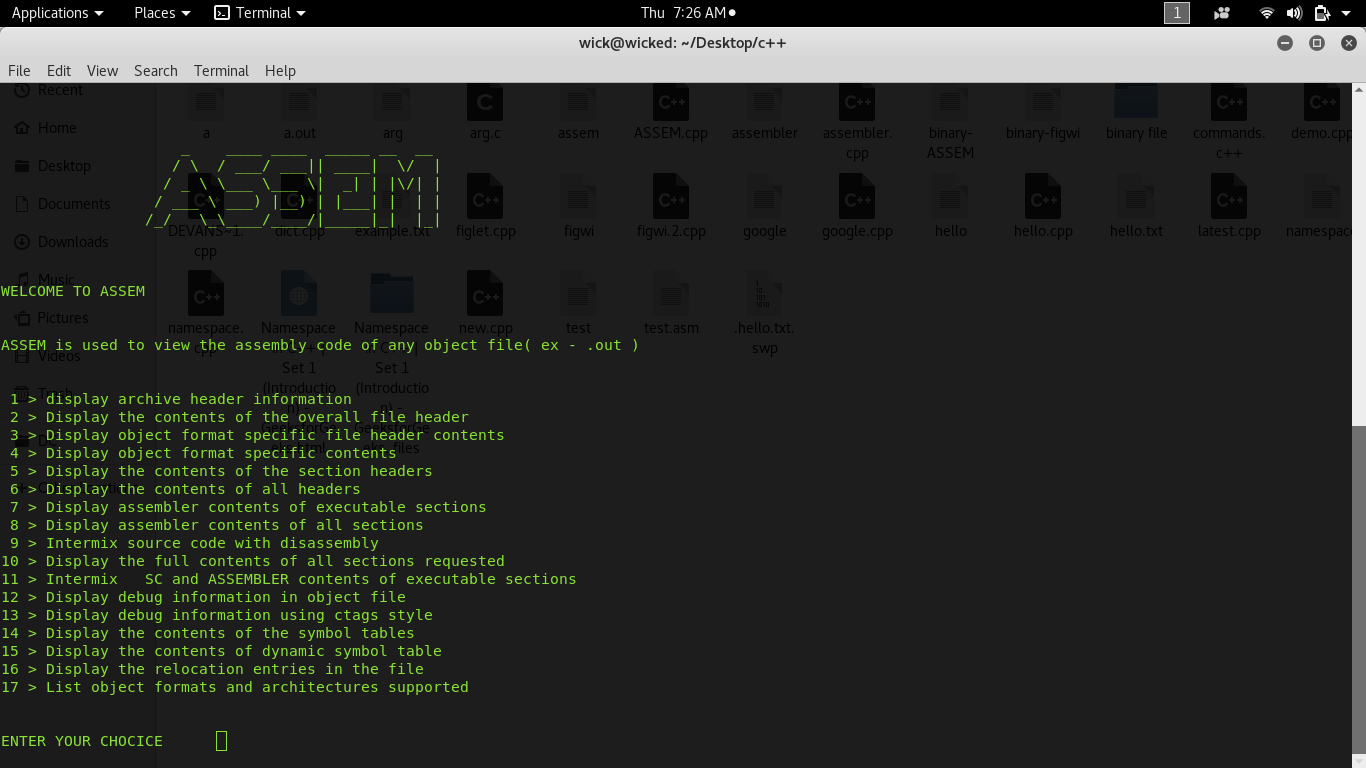 Applications Places Terminal Thu 7:26 AM 1
wick@wicked: ~/Desktop/c++
File Edit View Search Terminal Help
Recent
Home
Desktop
Documents
Downloads
Music
Pictures
Videos
Trash
a a.out arg arg.c assem ASSEM.cpp assembler assembler.cpp binary-ASSEM binary-figwi binary file commands.c++ demo.cpp
DEVANS~1.cpp dict.cpp example.txt figlet.cpp figwi figwi.2.cpp google google.cpp hello hello.cpp hello.txt latest.cpp namespace
namespace.cpp new.cpp test test.asm .hello.txt.swp
ASSEM
WELCOME TO ASSEM
ASSEM is used to view the assembly code of any object file( ex - .out )
1 > display archive header information
2 > Display the contents of the overall file header
3 > Display object format specific file header contents
4 > Display object format specific contents
5 > Display the contents of the section headers
6 > Display the contents of all headers
7 > Display assembler contents of executable sections
8 > Display assembler contents of all sections
9 > Intermix source code with disassembly
10 > Display the full contents of all sections requested
11 > Intermix   SC and ASSEMBLER contents of executable sections
12 > Display debug information in object file
13 > Display debug information using ctags style
14 > Display the contents of the symbol tables
15 > Display the contents of dynamic symbol table
16 > Display the relocation entries in the file
17 > List object formats and architectures supported
ENTER YOUR CHOCICE